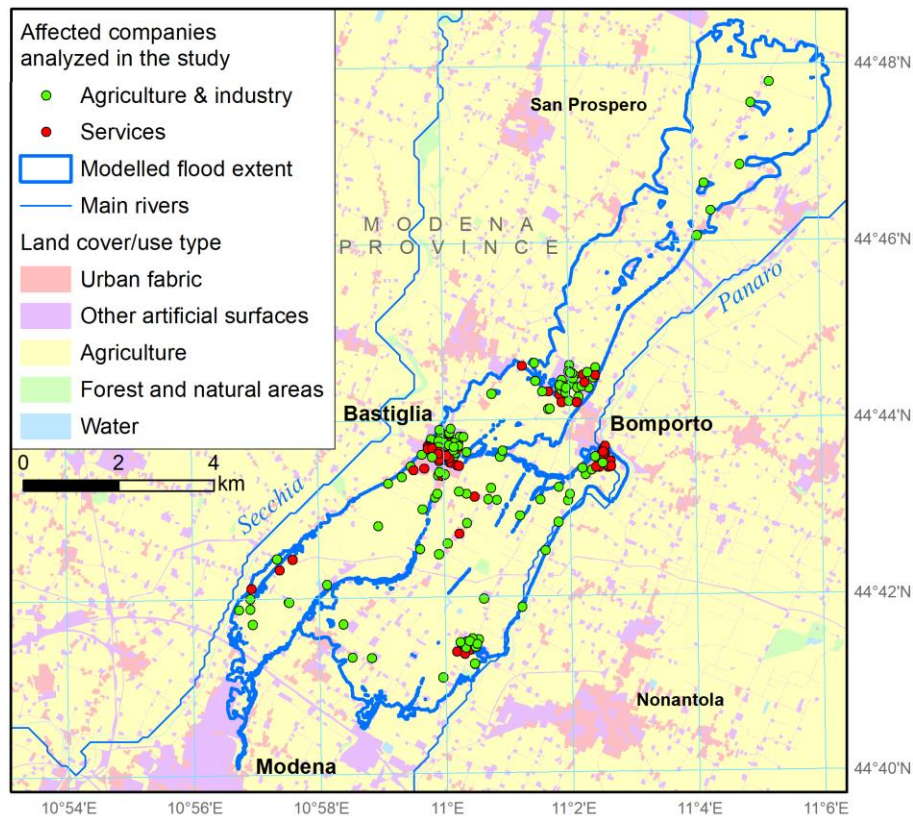 Affected companies
analyzed in the study
Agriculture & industry
Services
Modelled flood extent
Main rivers
Land cover/use type
Urban fabric
Other artificial surfaces
Agriculture
Forest and natural areas
Water
0 2 4
km
San Prospero
MODENA
PROVINCE
Panaro
Bastiglia
Bomporto
Secchia
Nonantola
Modena
44°48'N
44°46'N
44°44'N
44°42'N
44°40'N
10°54'E 10°56'E 10°58'E 11°E 11°2'E 11°4'E 11°6'E